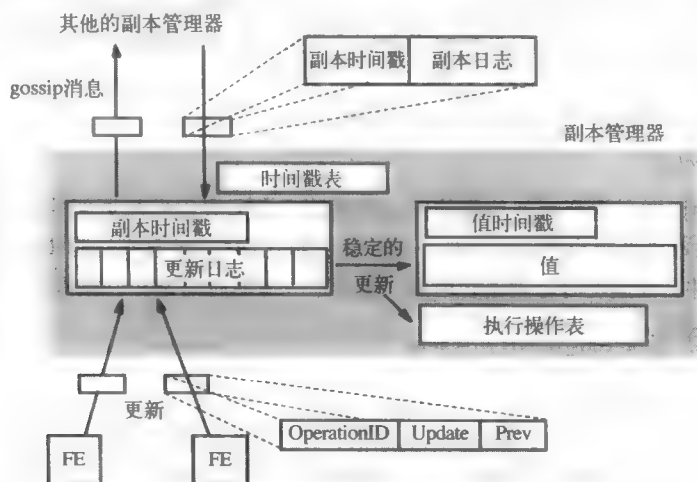 其他的副本管理器
gossip消息
副本时间戳 副本日志
副本管理器
时间戳表
副本时间戳
更新日志
稳定的
更新
值时间戳
值
执行操作表
更新
OperationID Update Prev
FE FE